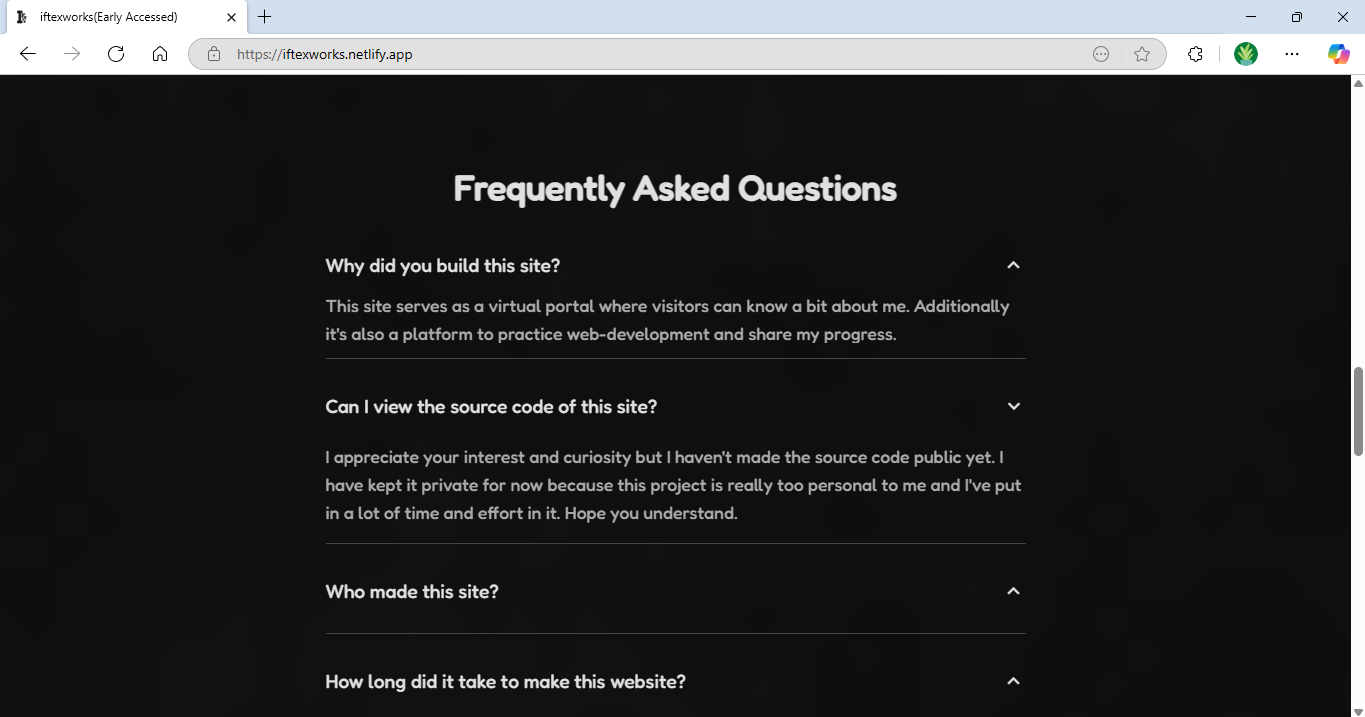 iftexworks(Early Accessed)
https://iftexworks.netlify.app
Frequently Asked Questions
Why did you build this site?
This site serves as a virtual portal where visitors can know a bit about me. Additionally
it's also a platform to practice web-development and share my progress.
Can I view the source code of this site?
I appreciate your interest and curiosity but I haven't made the source code public yet. I
have kept it private for now because this project is really too personal to me and I've put
in a lot of time and effort in it. Hope you understand.
Who made this site?
How long did it take to make this website?